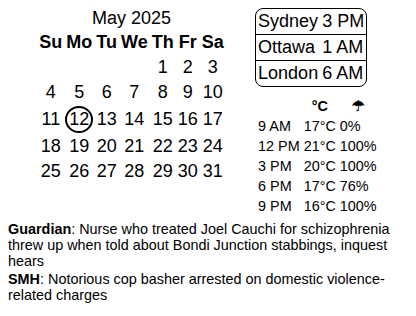 May 2025
Su Mo Tu We Th Fr Sa
1 2 3
4 5 6 7 8 9 10
11 12 13 14 15 16 17
18 19 20 21 22 23 24
25 26 27 28 29 30 31
Sydney 3 PM
Ottawa 1 AM
London 6 AM
°C ☂
9 AM 17°C 0%
12 PM 21°C 100%
3 PM 20°C 100%
6 PM 17°C 76%
9 PM 16°C 100%
Guardian: Nurse who treated Joel Cauchi for schizophrenia
threw up when told about Bondi Junction stabbings, inquest
hears
SMH: Notorious cop basher arrested on domestic violence-
related charges